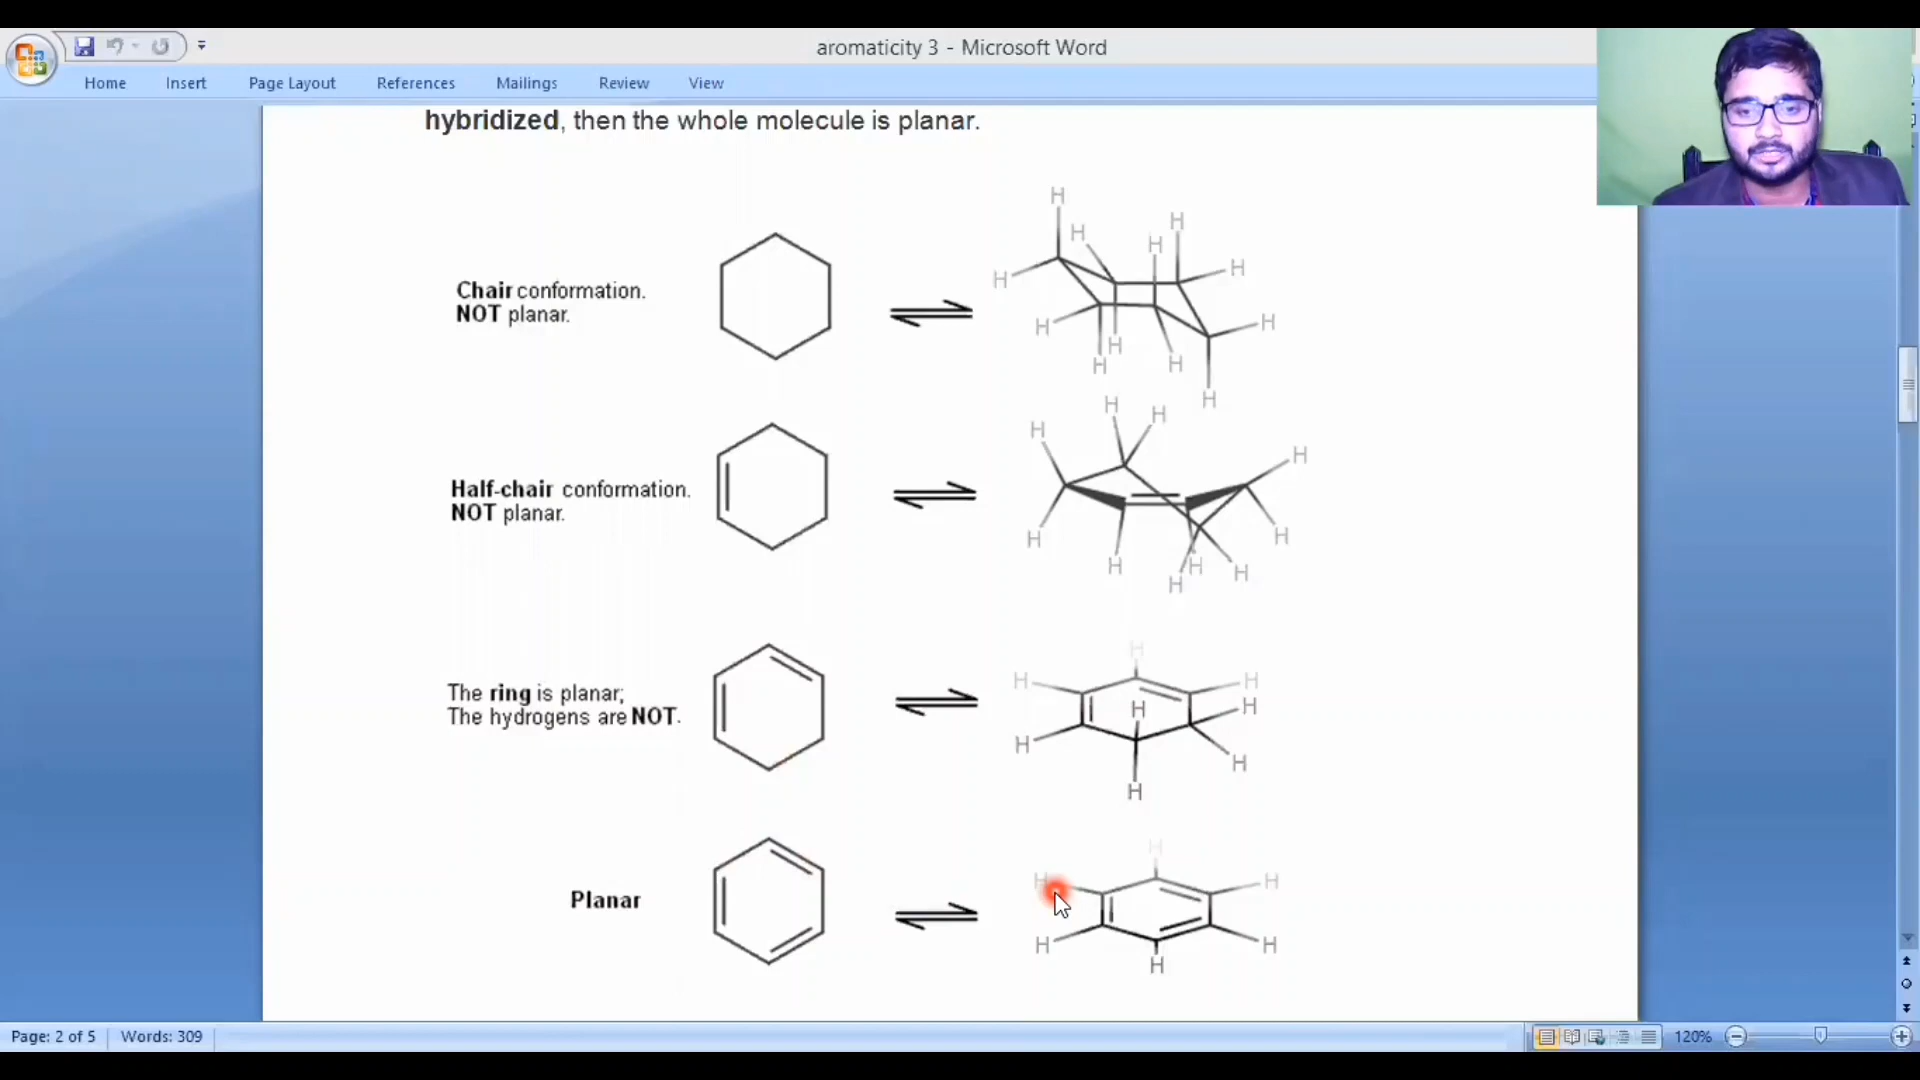 aromaticity 3 - Microsoft Word
Home Insert Page Layout References Mailings Review View
hybridized, then the whole molecule is planar.
Chair conformation.
NOT planar.
H
H
H
H
H
H
H
H
H
H
H
H
Half-chair conformation.
NOT planar.
H
H
H
H
H
H
H
H
H
H
The ring is planar;
The hydrogens are NOT.
H
H
H
H
H
H
H
H
Planar
H
H
H
H
H
H
Page: 2 of 5 Words: 309 120%